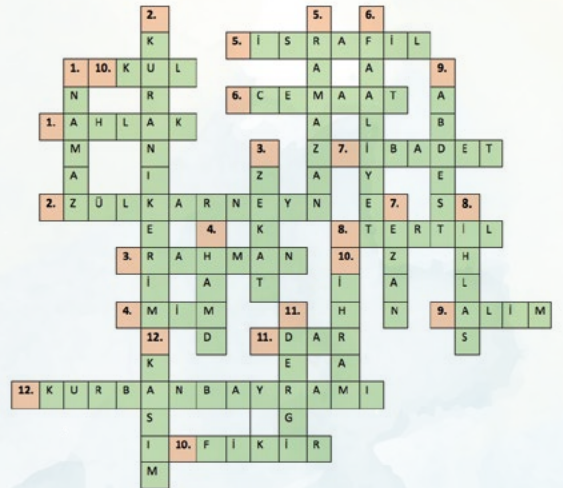 2. 5. 6.
K 5. İ S R A F İ L
1. 10. K U L A A 9.
N R 6. C E M A A T A
1. A H L A K A L B
M N 3. Z 7. İ B A D E T
A I Z A Y E
2. Z Ü L K A R N E Y N E 7. S 8.
E 4. K 8. T E R T İ L
3. R A H M A N 10. Z H
İ A T İ A L
4. M İ M 11. H N 9. A L İ M
12. D 11. D A R S
K E A
12. K U R B A N B A Y R A M I
S G
I 10. F İ K İ R
M